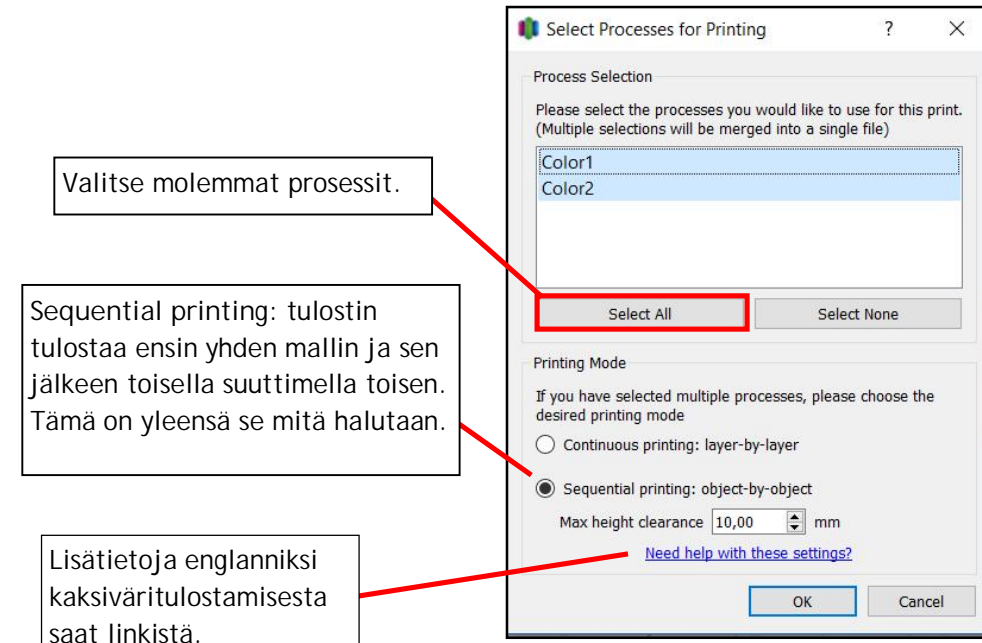 Select Processes for Printing
Process Selection
Please select the processes you would like to use for this print.
(Multiple selections will be merged into a single file)
Color1
Color2
Select All
Select None
Printing Mode
If you have selected multiple processes, please choose the
desired printing mode
Continuous printing: layer-by-layer
Sequential printing: object-by-object
Max height clearance 10,00 mm
Need help with these settings?
OK
Cancel
Valitse molemmat prosessit.
Sequential printing: tulostin
tulostaa ensin yhden mallin ja sen
jälkeen toisella suuttimella toisen.
Tämä on yleensä se mitä halutaan.
Lisätietoja englanniksi
kaksiväritulostamisesta
saat linkistä.